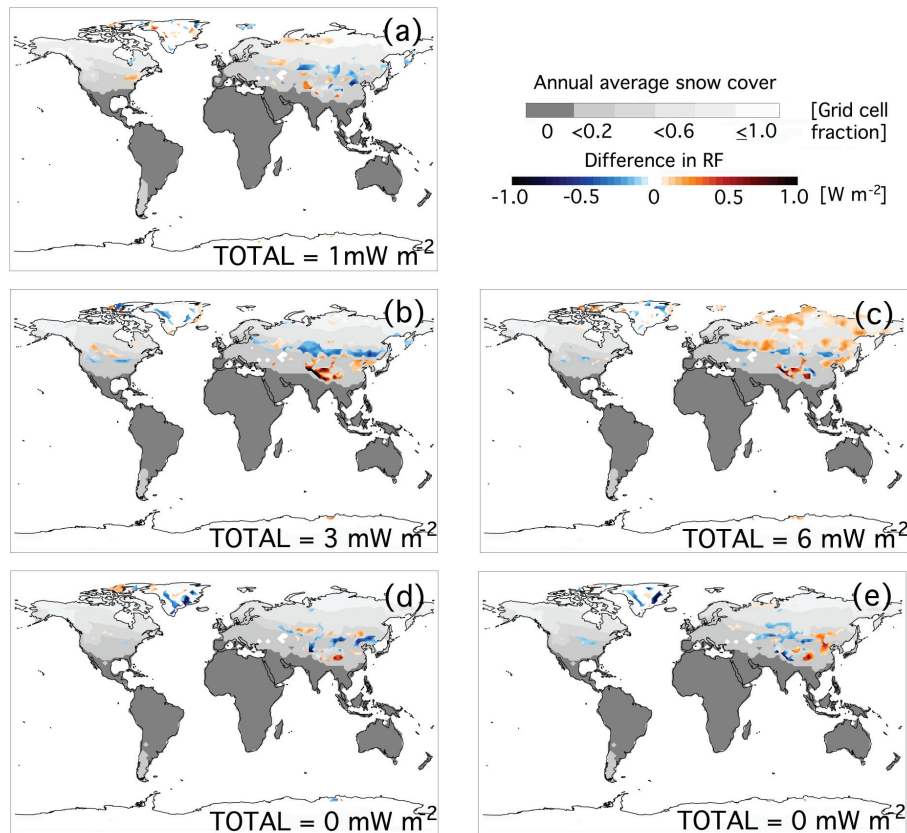 (a)
TOTAL = 1mW m⁻²
Annual average snow cover
0 <0.2 <0.6 ≤1.0
[Grid cell
fraction]
Difference in RF
-1.0 -0.5 0 0.5 1.0 [W m⁻²]
(b)
TOTAL = 3 mW m⁻²
(c)
TOTAL = 6 mW m⁻²
(d)
TOTAL = 0 mW m⁻²
(e)
TOTAL = 0 mW m⁻²